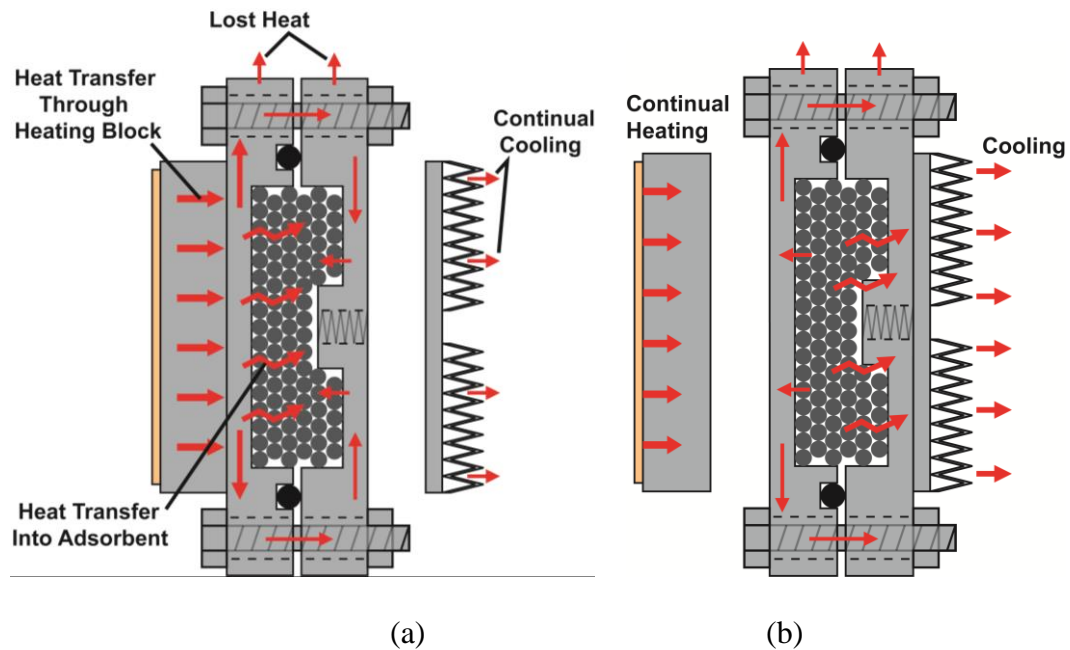 Lost Heat
Heat Transfer
Through
Heating Block
Continual
Cooling
Heat Transfer
Into Adsorbent
Continual
Heating
Cooling
(a)
(b)